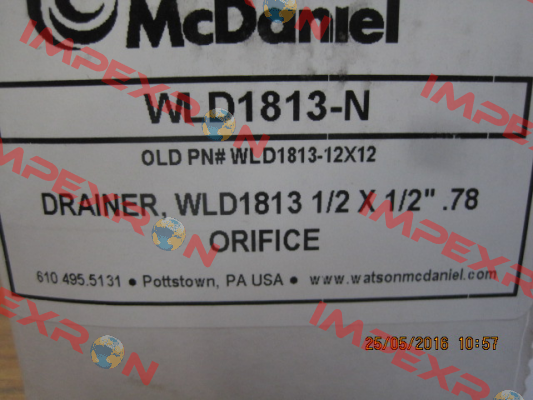 McDaniel
WLD1813-N
OLD PN# WLD1813-12X12
DRAINER, WLD1813 1/2 X 1/2" .78
ORIFICE
610 495.5131 ● Pottstown, PA USA ● www.watsonmcdaniel.com
25/05/2016 10:57
IMPEXRON
IMPEXRON
IMPEXRON
IMPEXRON
IMPEXRON